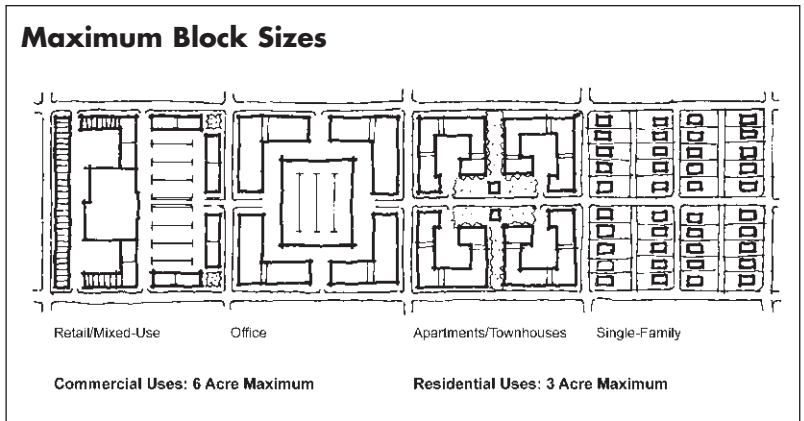 Maximum Block Sizes
Retail/Mixed-Use Office Apartments/Townhouses Single-Family
Commercial Uses: 6 Acre Maximum Residential Uses: 3 Acre Maximum